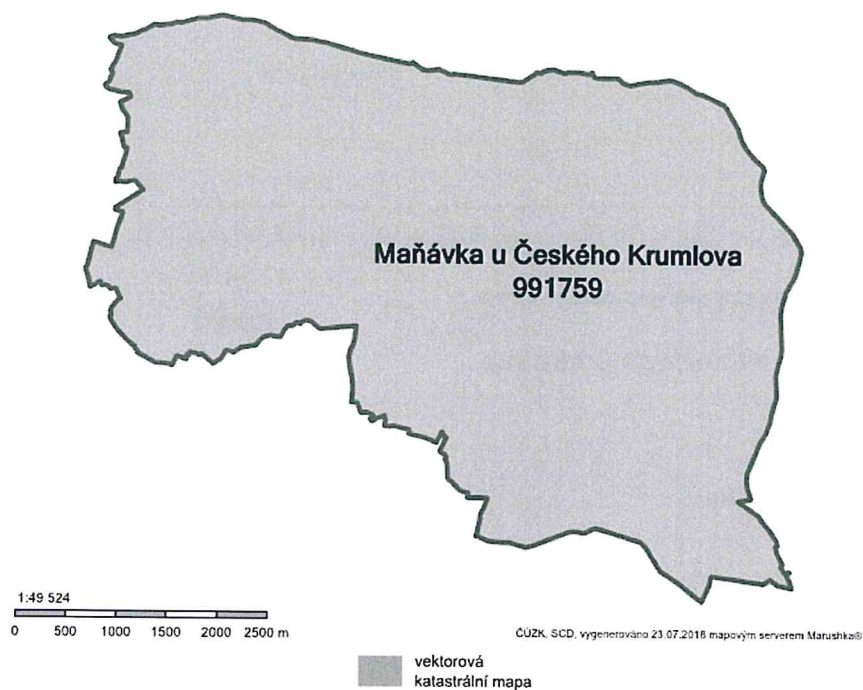 Maňávka u Českého Krumlova
991759
1:49 524
0 500 1000 1500 2000 2500 m
ČÚZK, SCD, vygenerováno 23.07.2018 mapovým serverem Marushka®
vektorová
katastrální mapa